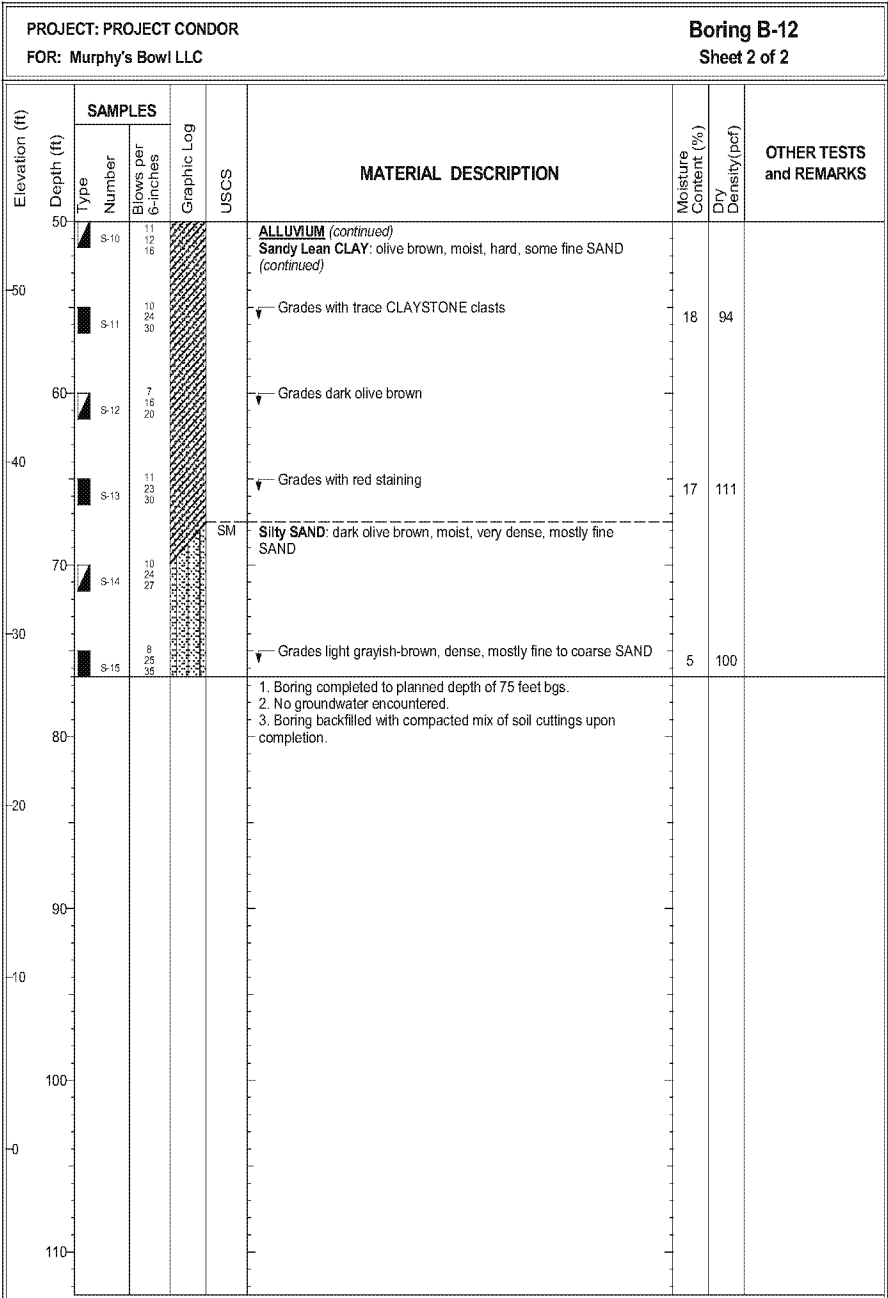 PROJECT: PROJECT CONDOR
Boring B-12
FOR: Murphy's Bowl LLC
Sheet 2 of 2
Elevation (ft)
Depth (ft)
SAMPLES
Type
Number
Blows per
6-inches
Graphic Log
USCS
MATERIAL DESCRIPTION
Moisture
Content (%)
Dry
Density(pcf)
OTHER TESTS
and REMARKS
50
S-10
11
12
16
ALLUVIUM (continued)
Sandy Lean CLAY: olive brown, moist, hard, some fine SAND
(continued)
50
S-11
10
24
30
Grades with trace CLAYSTONE clasts
18
94
60
S-12
7
16
20
Grades dark olive brown
40
S-13
11
23
30
Grades with red staining
17
111
SM
Silty SAND: dark olive brown, moist, very dense, mostly fine
SAND
70
S-14
10
24
27
30
S-15
8
25
35
Grades light grayish-brown, dense, mostly fine to coarse SAND
5
100
1. Boring completed to planned depth of 75 feet bgs.
2. No groundwater encountered.
3. Boring backfilled with compacted mix of soil cuttings upon
completion.
80
20
90
10
100
0
110